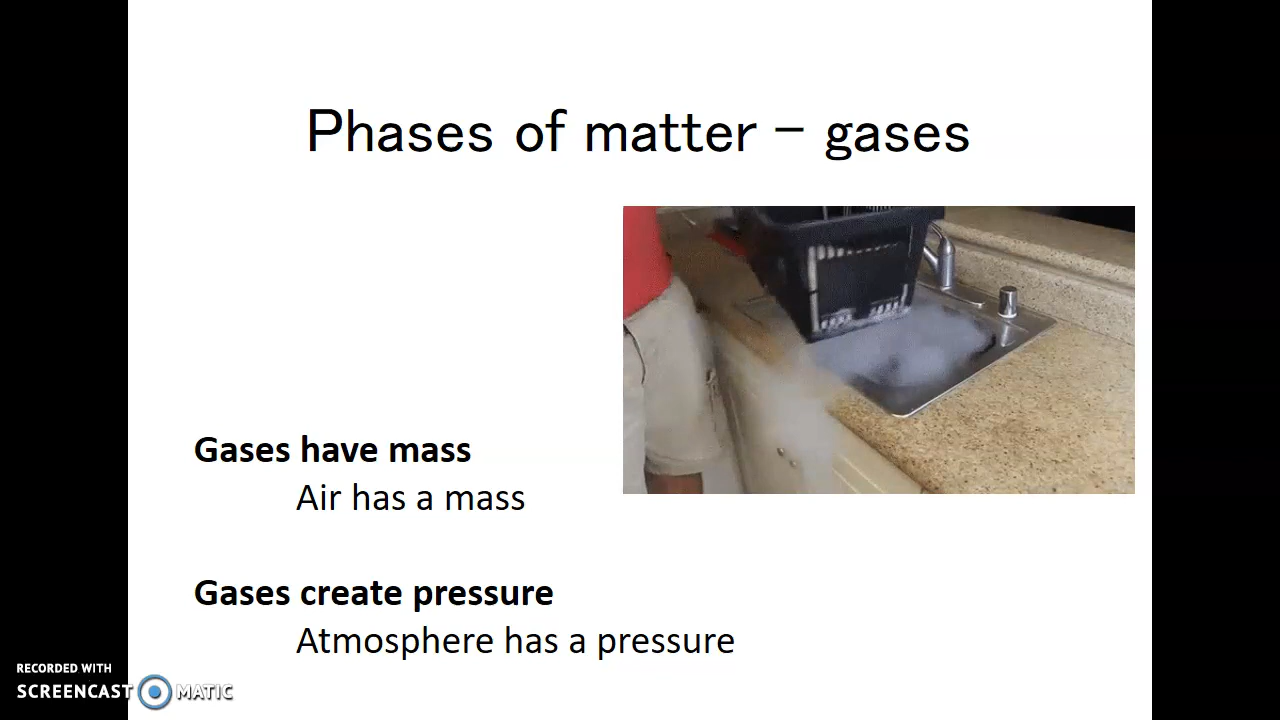 Phases of matter – gases
Gases have mass
Air has a mass
Gases create pressure
Atmosphere has a pressure
RECORDED WITH
SCREENCAST MATIC